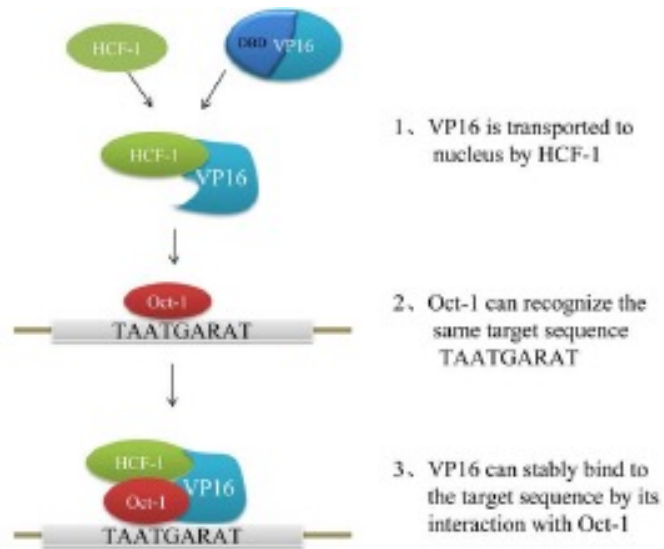 HCF-1
DBD VP16
HCF-1
VP16
1、VP16 is transported to
nucleus by HCF-1
Oct-1
TAATGARAT
2、Oct-1 can recognize the
same target sequence
TAATGARAT
HCF-1
Oct-1
VP16
TAATGARAT
3、VP16 can stably bind to
the target sequence by its
interaction with Oct-1